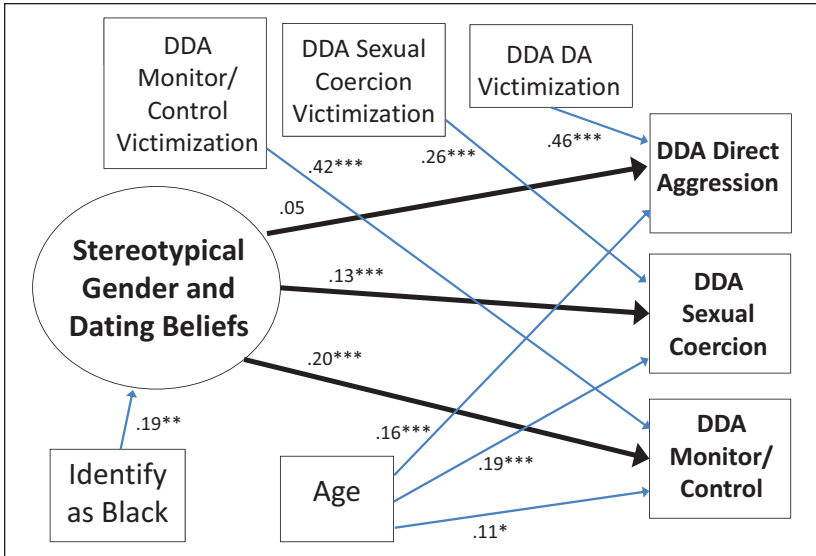 DDA
Monitor/
Control
Victimization
DDA Sexual
Coercion
Victimization
DDA DA
Victimization
.42***
.26***
.46***
DDA Direct
Aggression
.05
Stereotypical
Gender and
Dating Beliefs
.13***
DDA
Sexual
Coercion
.20***
.19**
.16***
.19***
DDA
Monitor/
Control
Identify
as Black
Age
.11*